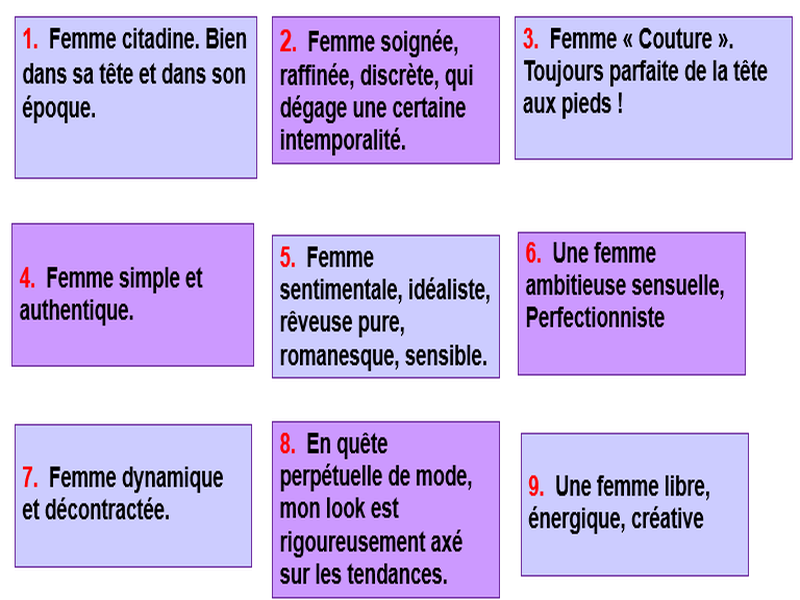 1. Femme citadine. Bien
dans sa tête et dans son
époque.
2. Femme soignée,
raffinée, discrète, qui
dégage une certaine
intemporalité.
3. Femme « Couture ».
Toujours parfaite de la tête
aux pieds !
4. Femme simple et
authentique.
5. Femme
sentimentale, idéaliste,
rêveuse pure,
romanesque, sensible.
6. Une femme
ambitieuse sensuelle,
Perfectionniste
7. Femme dynamique
et décontractée.
8. En quête
perpétuelle de mode,
mon look est
rigoureusement axé
sur les tendances.
9. Une femme libre,
énergique, créative